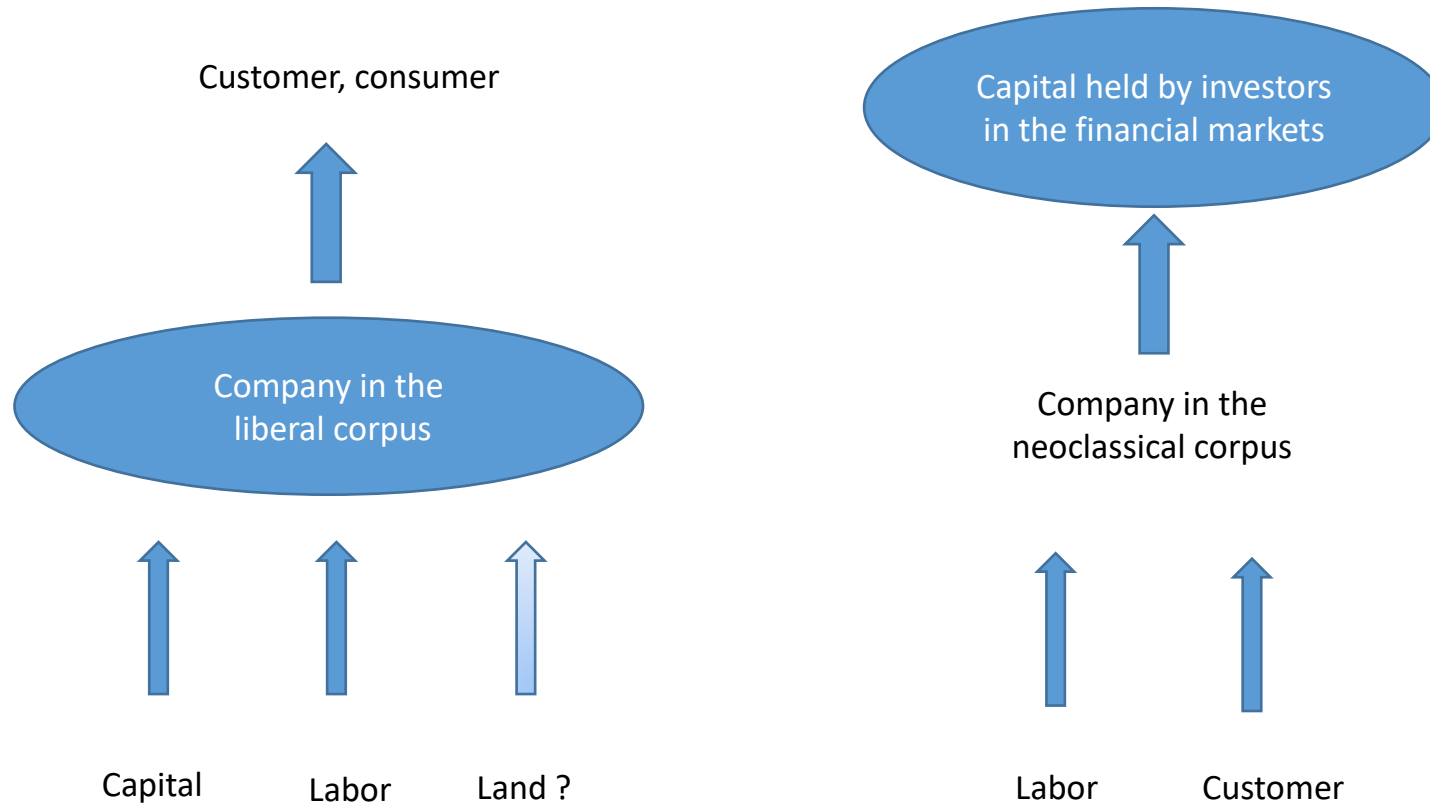 Customer, consumer
Company in the
liberal corpus
Capital
Labor
Land ?
Capital held by investors
in the financial markets
Company in the
neoclassical corpus
Labor
Customer